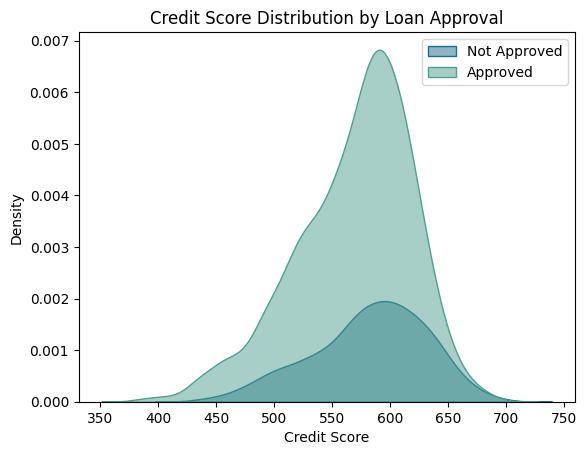 Credit Score Distribution by Loan Approval
Not Approved
Approved
0.007
0.006
0.005
0.004
0.003
0.002
0.001
0.000
Density
350 400 450 500 550 600 650 700 750
Credit Score